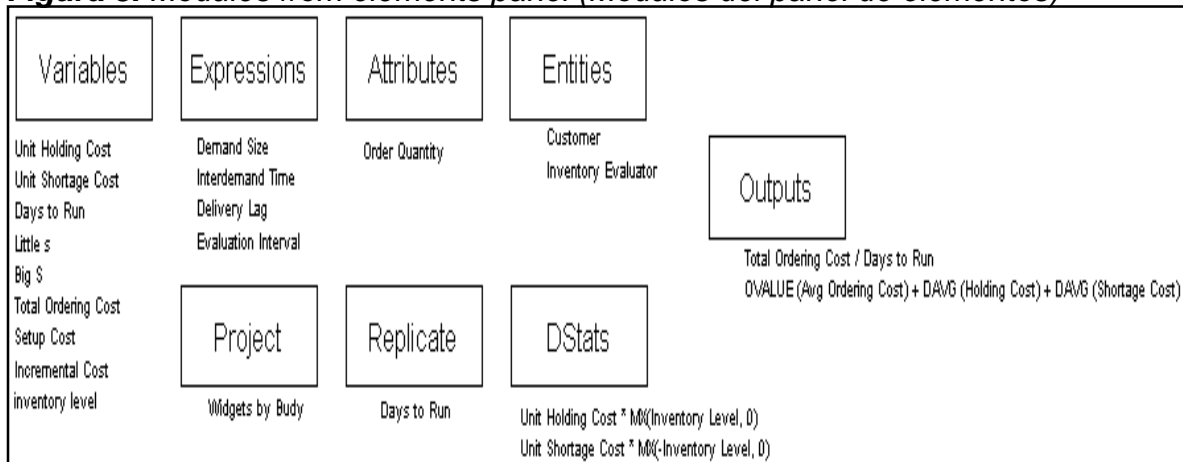 Figura 3. Modules from elements panel (Módulos del panel de elementos)
Variables
Unit Holding Cost
Unit Shortage Cost
Days to Run
Little s
Big S
Total Ordering Cost
Setup Cost
Incremental Cost
inventory level
Expressions
Demand Size
Interdemand Time
Delivery Lag
Evaluation Interval
Attributes
Order Quantity
Entities
Customer
Inventory Evaluator
Outputs
Total Ordering Cost / Days to Run
OVALUE (Avg Ordering Cost) + DAVG (Holding Cost) + DAVG (Shortage Cost)
Project
Widgets by Budy
Replicate
Days to Run
DStats
Unit Holding Cost * MX(Inventory Level, 0)
Unit Shortage Cost * MX(-Inventory Level, 0)